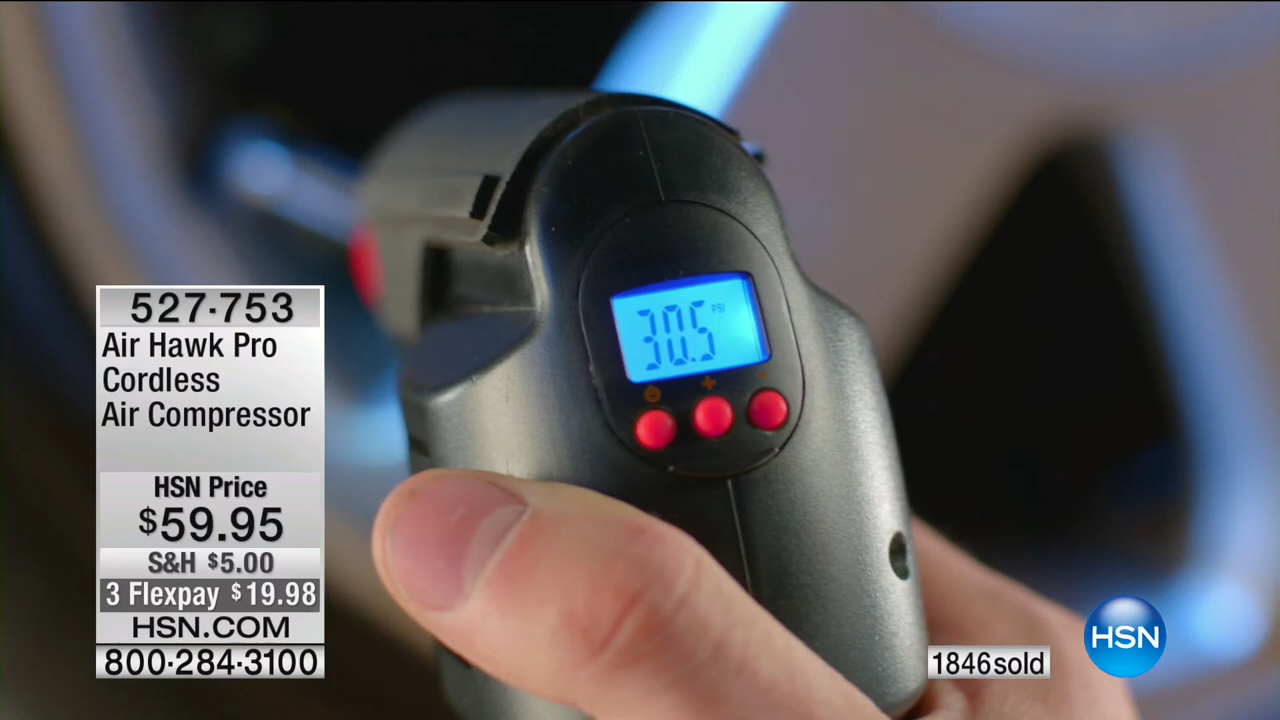 527·753
Air Hawk Pro
Cordless
Air Compressor
HSN Price
$59.95
S&H $5.00
3 Flexpay $19.98
HSN.COM
800·284·3100
30.5 PSI
+
-
1846sold
HSN